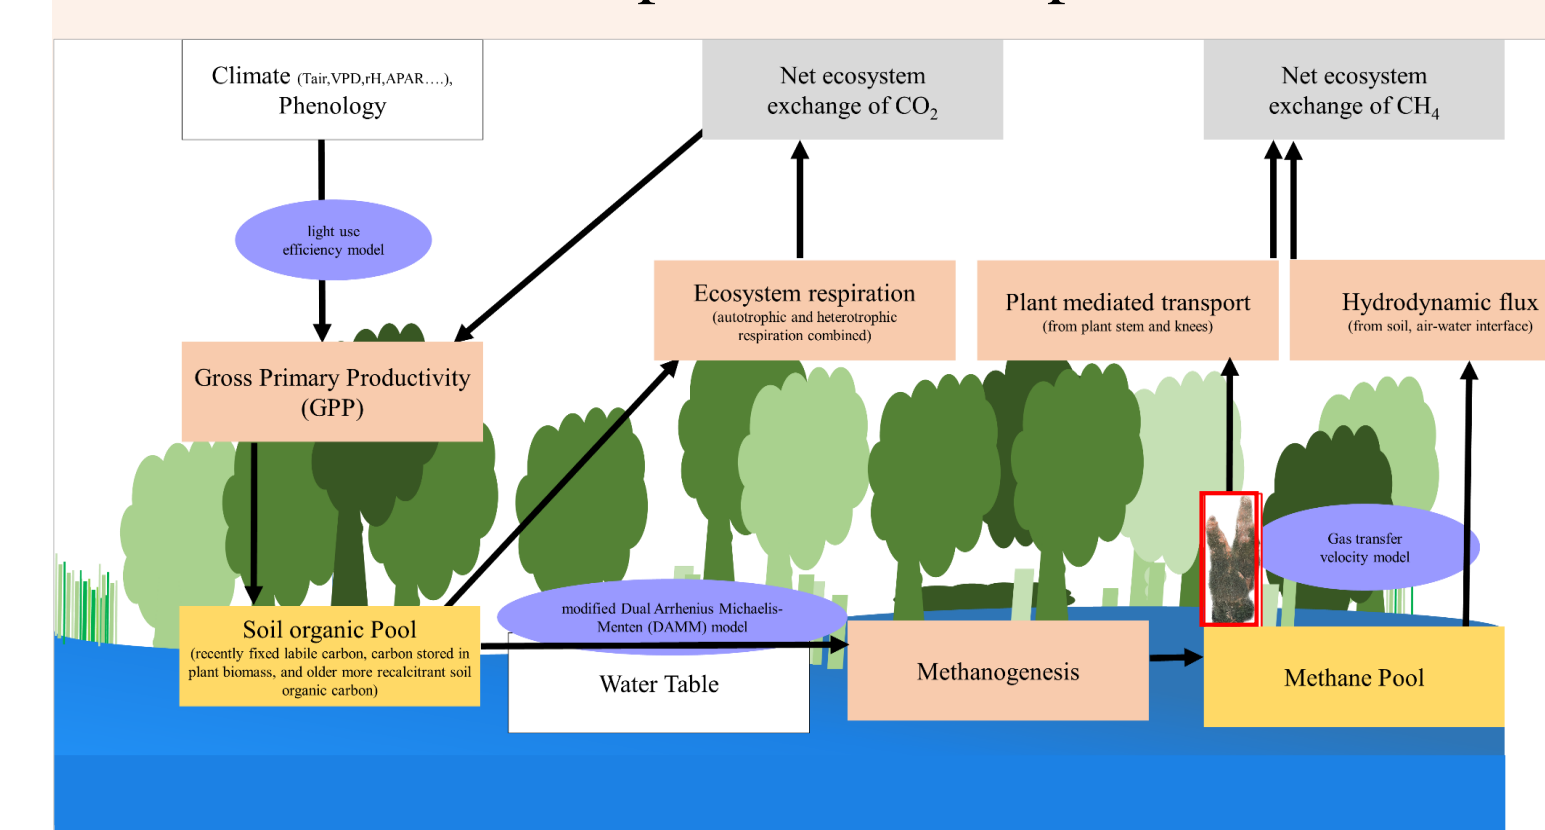 Climate (Tair,VPD,rH,APAR….),
Phenology
Net ecosystem
exchange of CO₂
Net ecosystem
exchange of CH₄
light use
efficiency model
Ecosystem respiration
(autotrophic and heterotrophic
respiration combined)
Plant mediated transport
(from plant stem and knees)
Hydrodynamic flux
(from soil, air-water interface)
Gross Primary Productivity
(GPP)
Gas transfer
velocity model
modified Dual Arrhenius Michaelis-
Menten (DAMM) model
Soil organic Pool
(recently fixed labile carbon, carbon stored in
plant biomass, and older more recalcitrant soil
organic carbon)
Water Table
Methanogenesis
Methane Pool